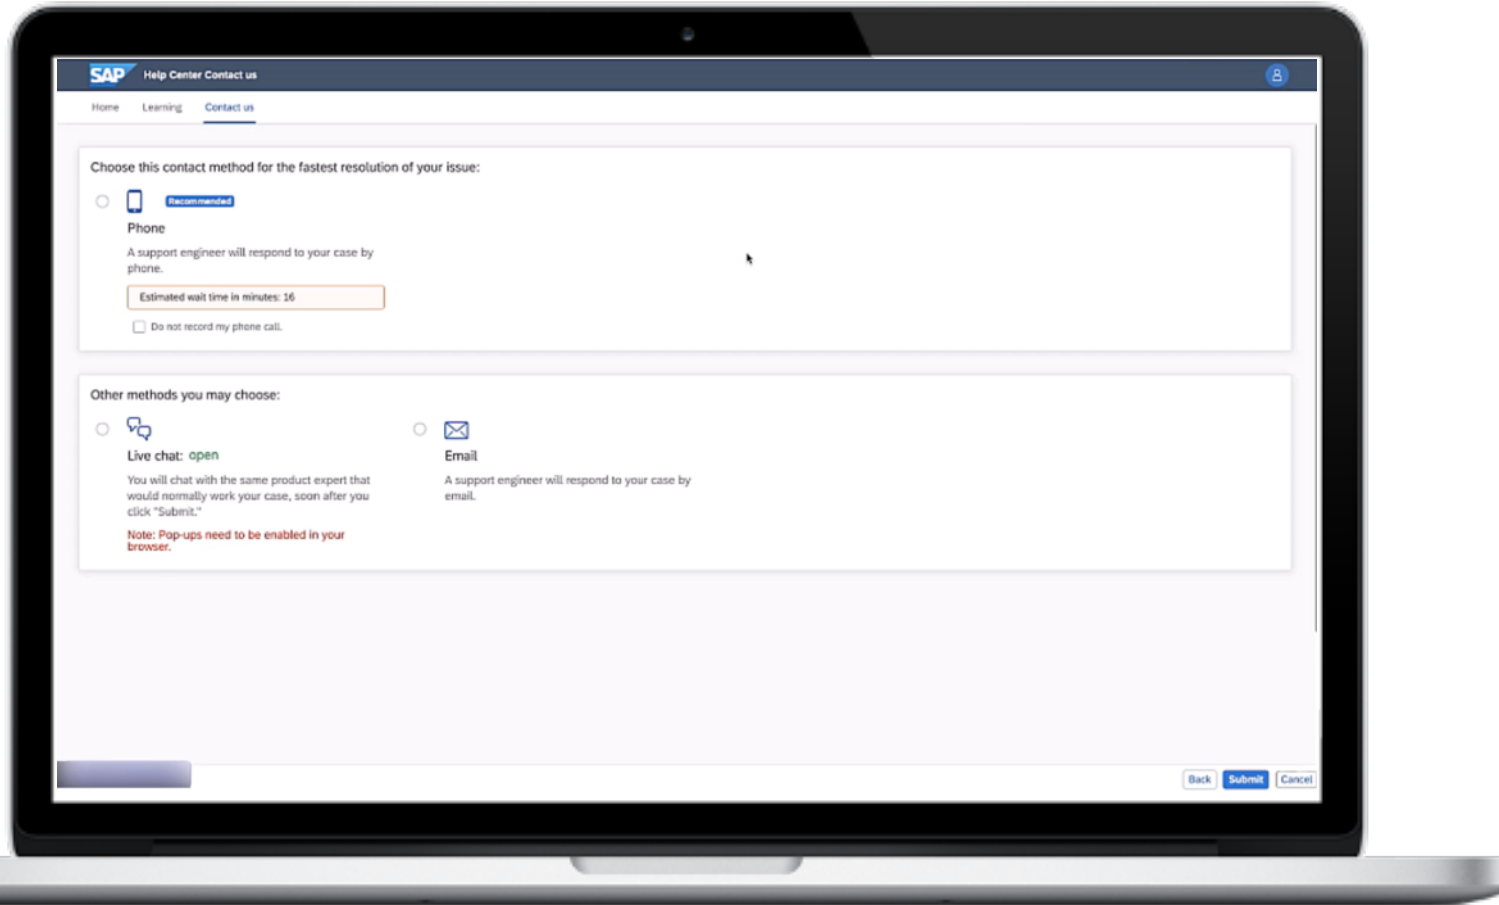 SAP Help Center Contact us
Home Learning Contact us
Choose this contact method for the fastest resolution of your issue:
Recommended
Phone
A support engineer will respond to your case by
phone.
Estimated wait time in minutes: 16
Do not record my phone call.
Other methods you may choose:
Live chat: open
You will chat with the same product expert that
would normally work your case, soon after you
click "Submit."
Note: Pop-ups need to be enabled in your
browser.
Email
A support engineer will respond to your case by
email.
Back Submit Cancel